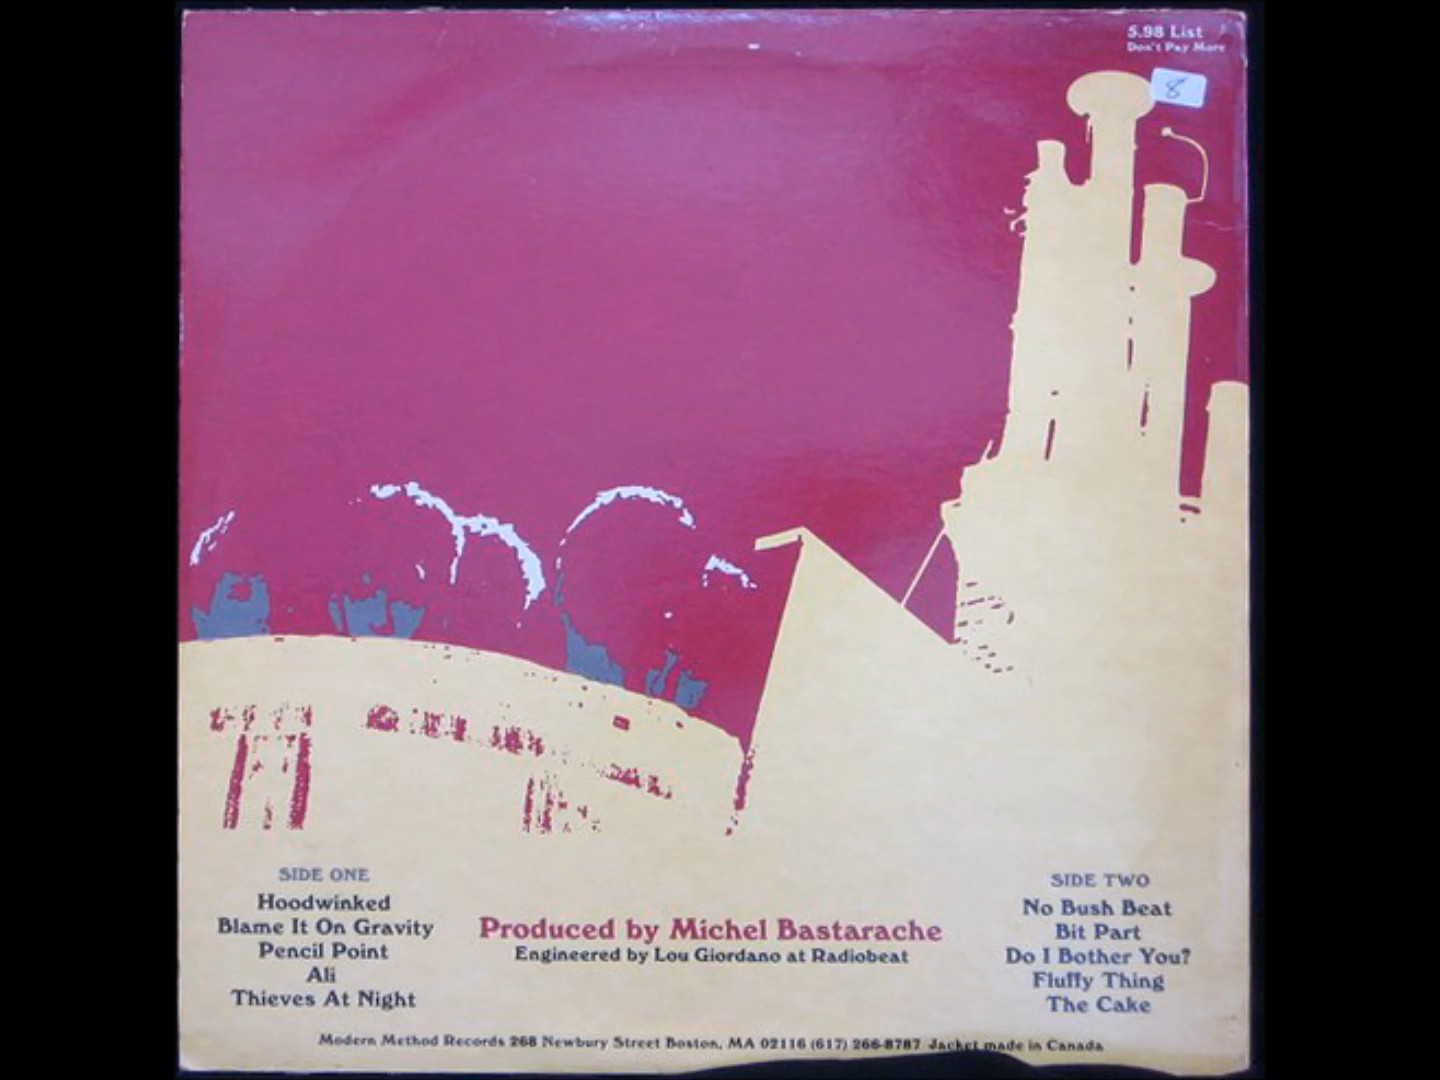 5.98 List
Don't Pay More
8
SIDE ONE
Hoodwinked
Blame It On Gravity
Pencil Point
Ali
Thieves At Night
Produced by Michel Bastarache
Engineered by Lou Giordano at Radiobeat
SIDE TWO
No Bush Beat
Bit Part
Do I Bother You?
Fluffy Thing
The Cake
Modern Method Records 268 Newbury Street Boston, MA 02116 (617) 266-8787 Jacket made in Canada